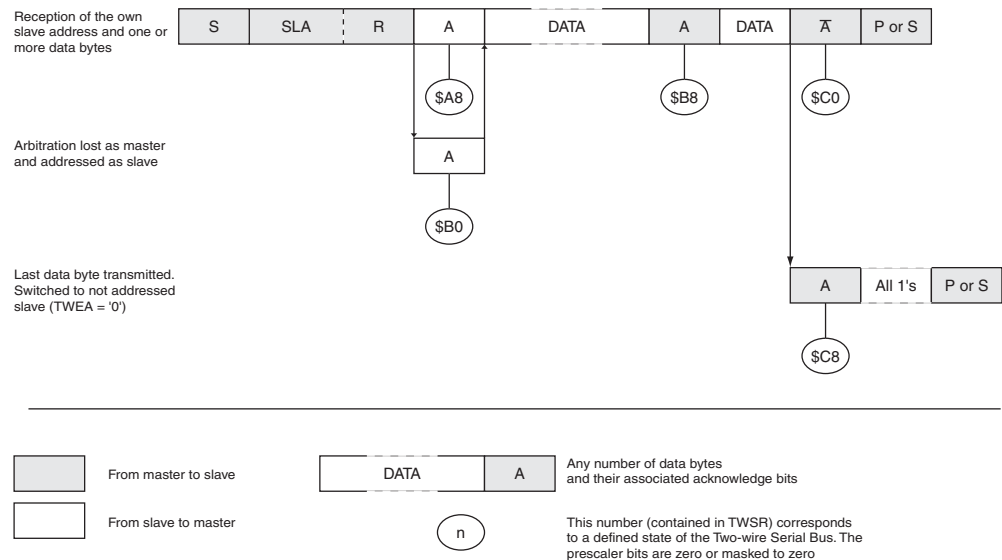 Reception of the own
slave address and one or
more data bytes
S SLA R A DATA A DATA A̅ P or S
$A8 $B8 $C0
Arbitration lost as master
and addressed as slave
A
$B0
Last data byte transmitted.
Switched to not addressed
slave (TWEA = '0')
A All 1's P or S
$C8
From master to slave
DATA A
Any number of data bytes
and their associated acknowledge bits
From slave to master
n
This number (contained in TWSR) corresponds
to a defined state of the Two-wire Serial Bus. The
prescaler bits are zero or masked to zero